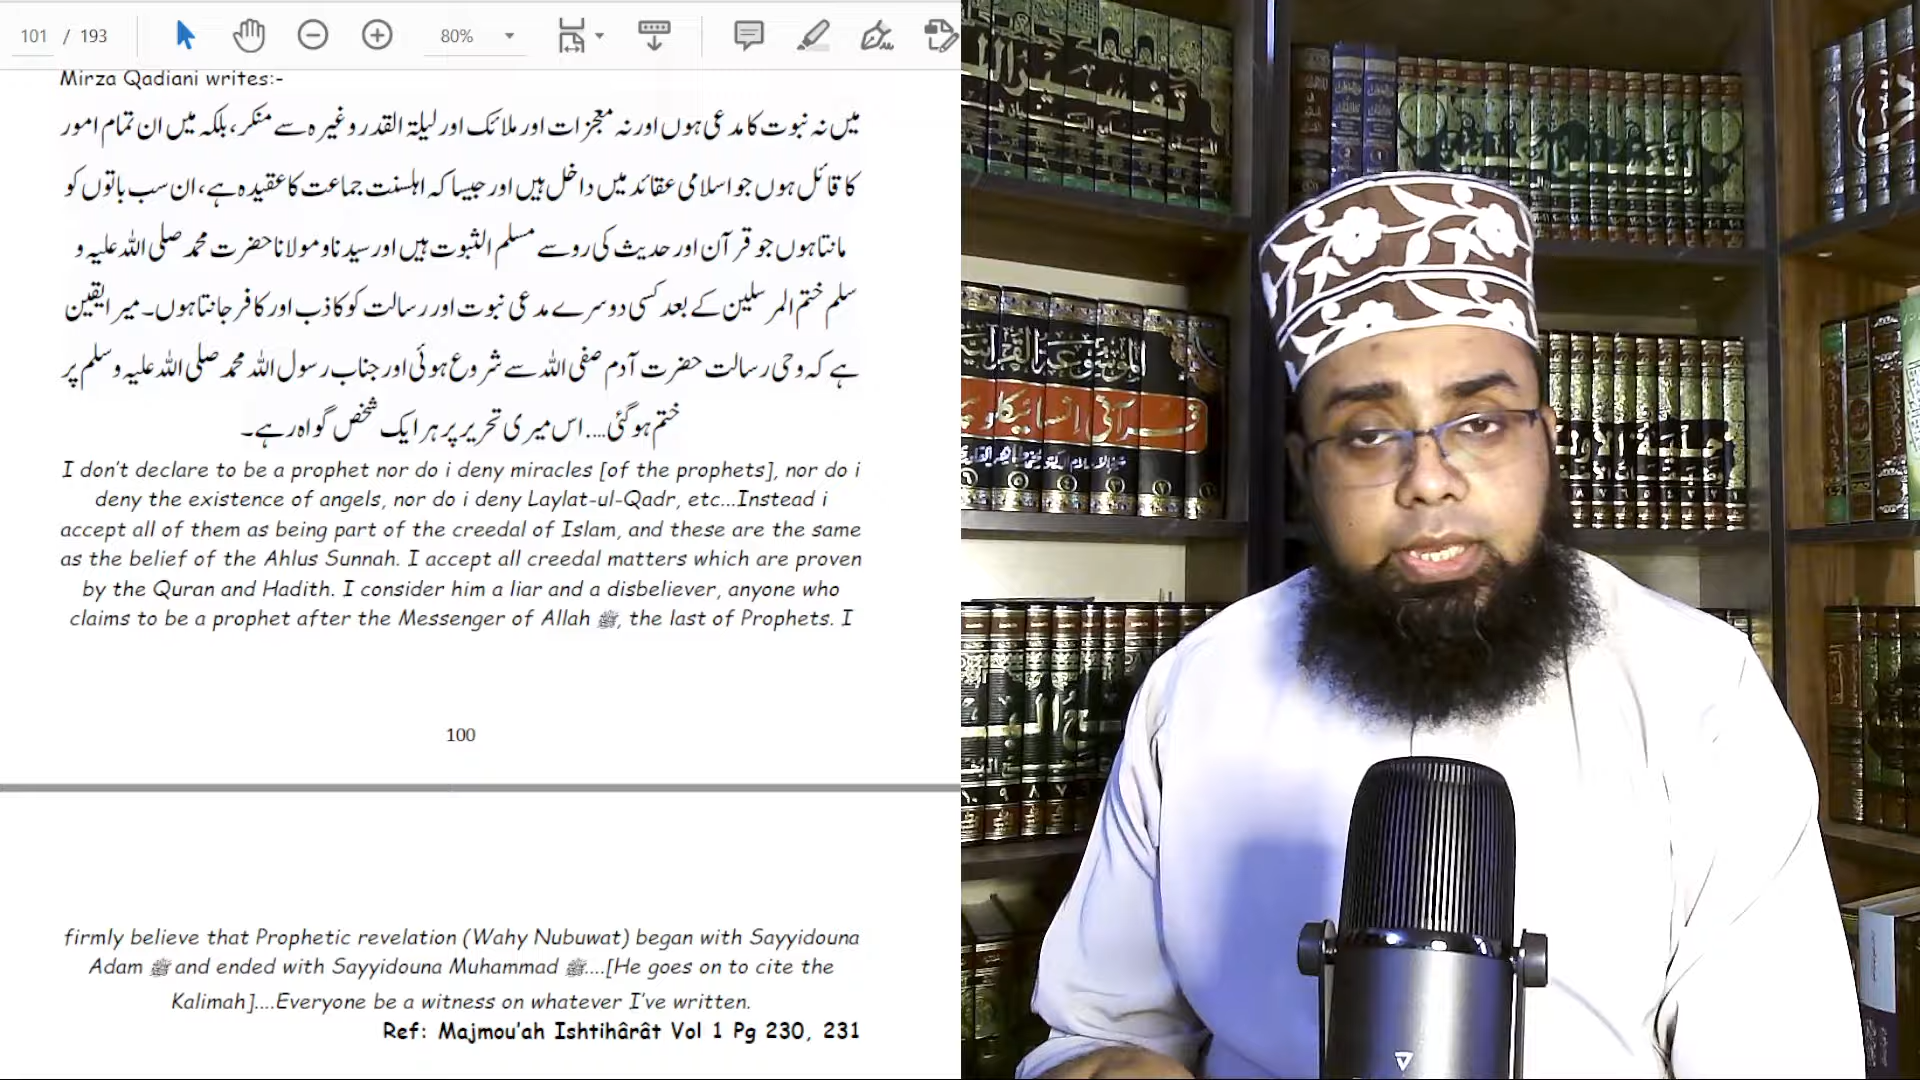 101 / 193
80%
Mirza Qadiani writes:-
میں نہ نبوت کا مدعی ہوں اور نہ معجزات اور ملائک اور لیلۃ القدر وغیرہ سے منکر، بلکہ میں ان تمام امور
کا قائل ہوں جو اسلامی عقائد میں داخل ہیں اور جیسا کہ اہلسنت جماعت کا عقیدہ ہے، ان سب باتوں کو
مانتا ہوں جو قرآن اور حدیث کی رو سے مسلم الثبوت ہیں اور سیدنا و مولانا حضرت محمد صلی اللہ علیہ و
سلم ختم المرسلین کے بعد کسی دوسرے مدعی نبوت اور رسالت کو کاذب اور کافر جانتا ہوں۔ میرا یقین
ہے کہ وحی رسالت حضرت آدم صفی اللہ سے شروع ہوئی اور جناب رسول اللہ محمد صلی اللہ علیہ وسلم پر
ختم ہو گئی.... اس میری تحریر پر ہر ایک شخص گواہ رہے۔
I don't declare to be a prophet nor do i deny miracles [of the prophets], nor do i
deny the existence of angels, nor do i deny Laylat-ul-Qadr, etc...Instead i
accept all of them as being part of the creedal of Islam, and these are the same
as the belief of the Ahlus Sunnah. I accept all creedal matters which are proven
by the Quran and Hadith. I consider him a liar and a disbeliever, anyone who
claims to be a prophet after the Messenger of Allah ﷺ, the last of Prophets. I
100
firmly believe that Prophetic revelation (Wahy Nubuwat) began with Sayyidouna
Adam ﷺ and ended with Sayyidouna Muhammad ﷺ....[He goes on to cite the
Kalimah]....Everyone be a witness on whatever I've written.
Ref: Majmou'ah Ishtihârât Vol 1 Pg 230, 231
الموسوعة القرآنية
قرآنی انسائیکلوپیڈیا